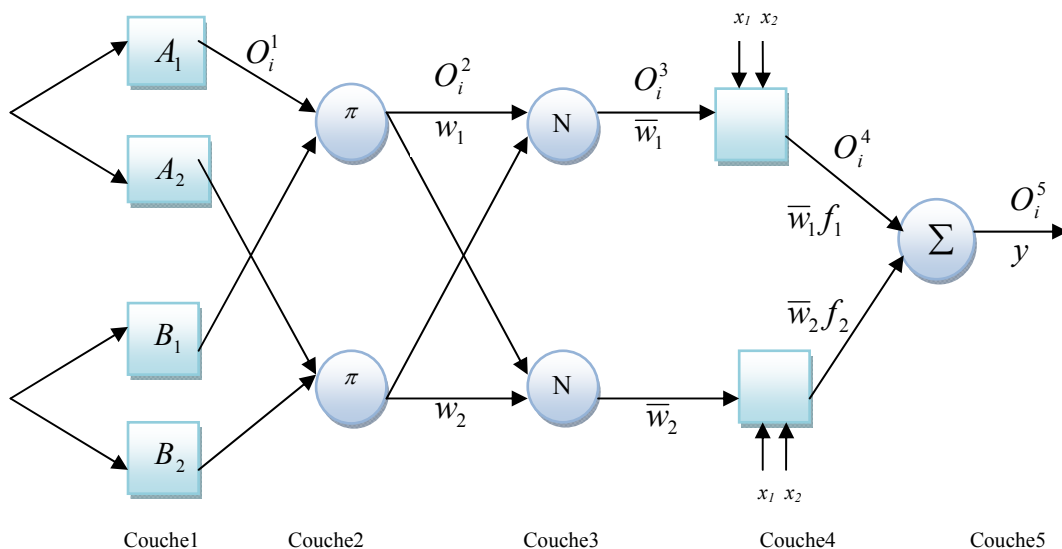 x₁ x₂
A₁
O_i^1
π
O_i^2
w₁
N
O_i^3
w̅₁
A₂
O_i^4
w̅₁f₁
Σ
O_i^5
y
B₁
w̅₂f₂
π
w₂
N
w̅₂
B₂
x₁ x₂
Couche1 Couche2 Couche3 Couche4 Couche5